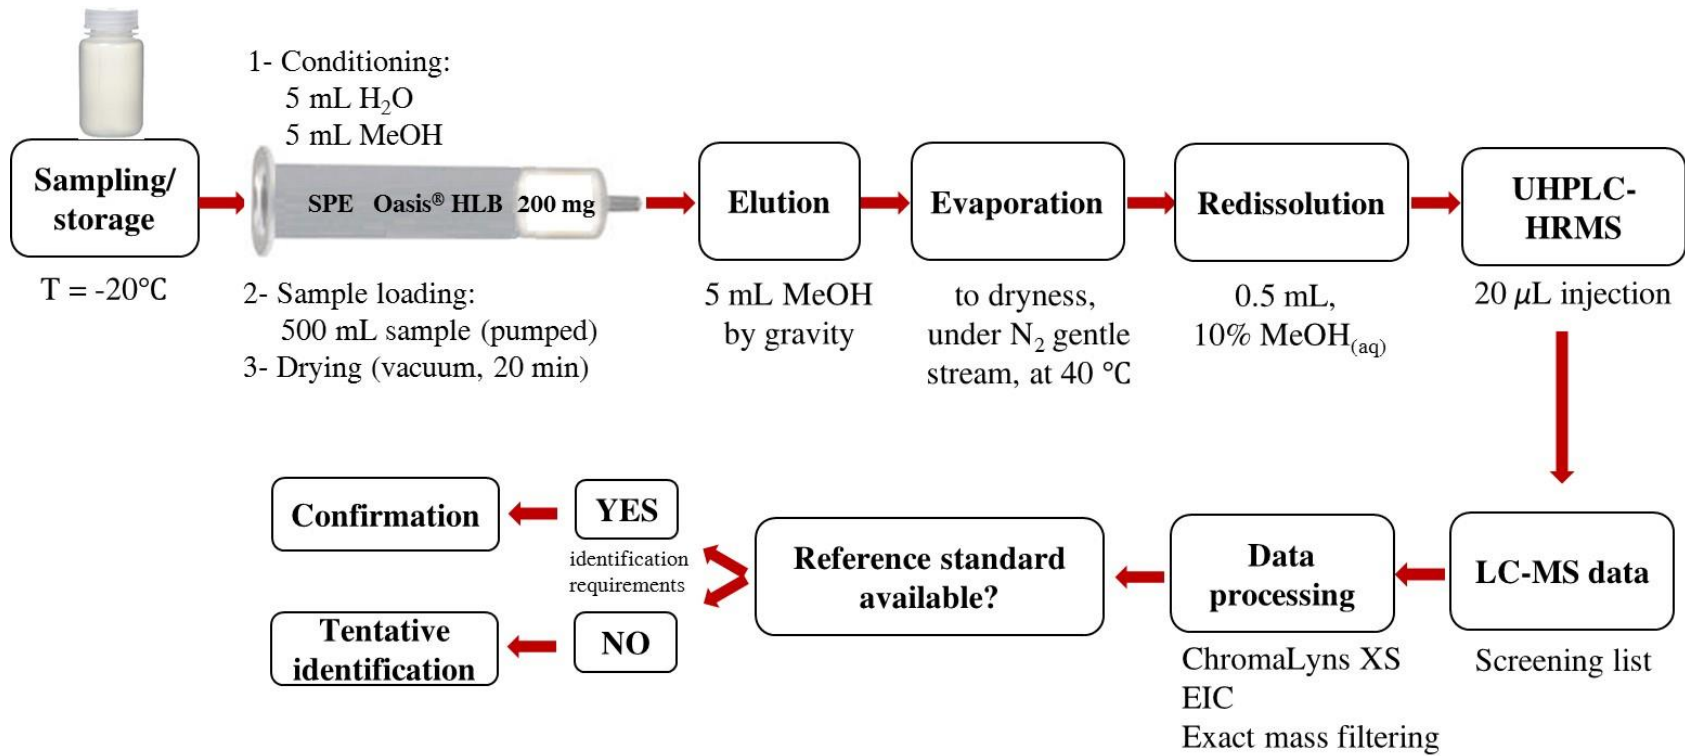 1- Conditioning:
5 mL H₂O
5 mL MeOH
Sampling/
storage
T = -20°C
SPE Oasis® HLB 200 mg
2- Sample loading:
500 mL sample (pumped)
3- Drying (vacuum, 20 min)
Elution
5 mL MeOH
by gravity
Evaporation
to dryness,
under N₂ gentle
stream, at 40 °C
Redissolution
0.5 mL,
10% MeOH(aq)
UHPLC-
HRMS
20 μL injection
LC-MS data
Screening list
Data
processing
ChromaLyns XS
EIC
Exact mass filtering
Reference standard
available?
YES
identification
requirements
NO
Confirmation
Tentative
identification